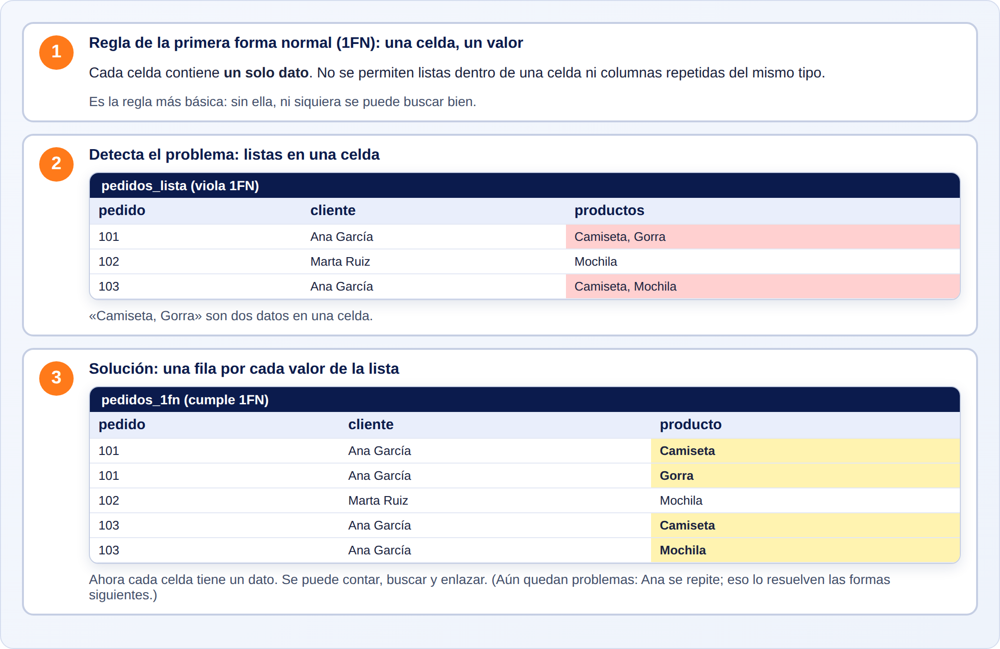 1
Regla de la primera forma normal (1FN): una celda, un valor
Cada celda contiene un solo dato. No se permiten listas dentro de una celda ni columnas repetidas del mismo tipo.
Es la regla más básica: sin ella, ni siquiera se puede buscar bien.
2
Detecta el problema: listas en una celda
pedidos_lista (viola 1FN)
pedido cliente productos
101 Ana García Camiseta, Gorra
102 Marta Ruiz Mochila
103 Ana García Camiseta, Mochila
«Camiseta, Gorra» son dos datos en una celda.
3
Solución: una fila por cada valor de la lista
pedidos_1fn (cumple 1FN)
pedido cliente producto
101 Ana García Camiseta
101 Ana García Gorra
102 Marta Ruiz Mochila
103 Ana García Camiseta
103 Ana García Mochila
Ahora cada celda tiene un dato. Se puede contar, buscar y enlazar. (Aún quedan problemas: Ana se repite; eso lo resuelven las formas
siguientes.)